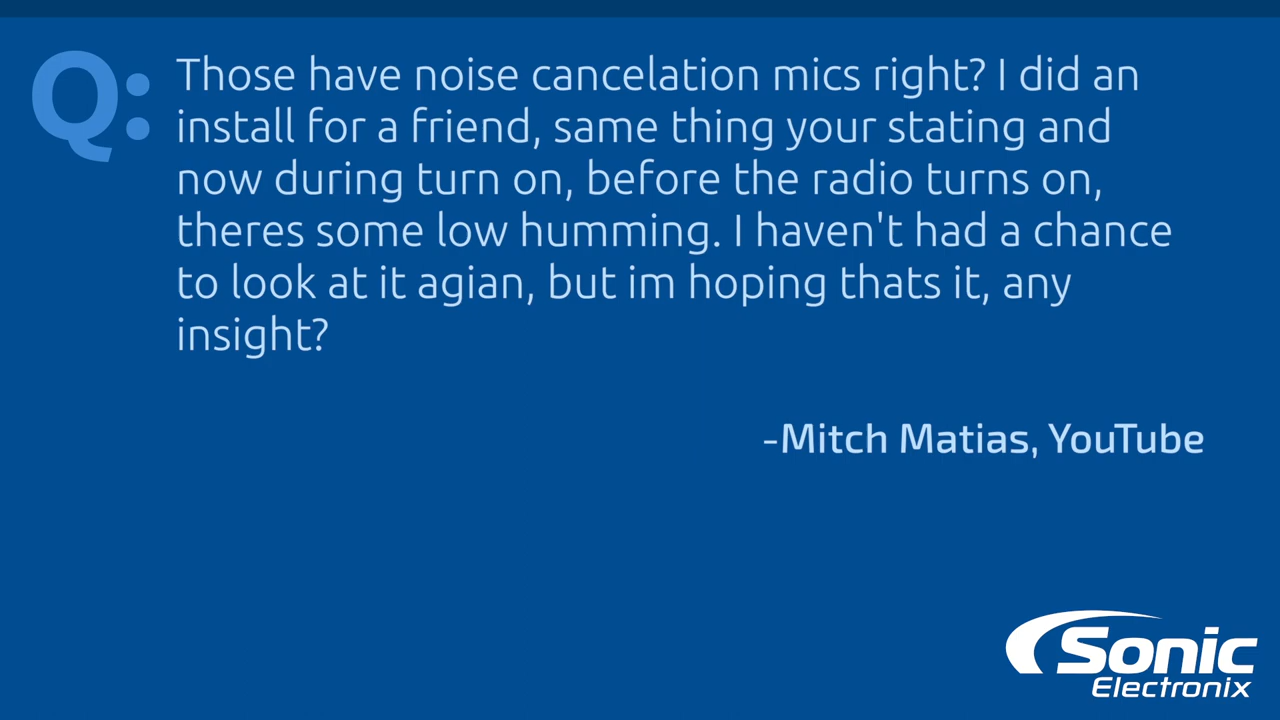 Q: Those have noise cancelation mics right? I did an
install for a friend, same thing your stating and
now during turn on, before the radio turns on,
theres some low humming. I haven't had a chance
to look at it agian, but im hoping thats it, any
insight?
-Mitch Matias, YouTube
Sonic
Electronix